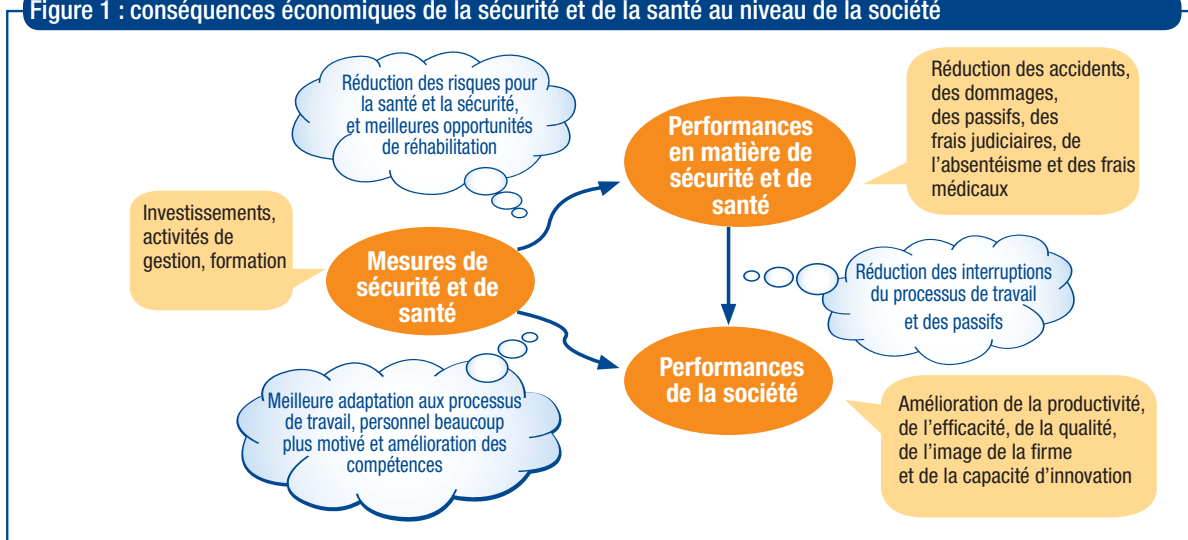 Figure 1 : conséquences économiques de la sécurité et de la santé au niveau de la société
Réduction des risques pour
la santé et la sécurité,
et meilleures opportunités
de réhabilitation
Performances
en matière de
sécurité et de
santé
Réduction des accidents,
des dommages,
des passifs, des
frais judiciaires, de
l’absentéisme et des frais
médicaux
Investissements,
activités de
gestion, formation
Mesures de
sécurité et de
santé
Réduction des interruptions
du processus de travail
et des passifs
Meilleure adaptation aux processus
de travail, personnel beaucoup
plus motivé et amélioration des
compétences
Performances
de la société
Amélioration de la productivité,
de l’efficacité, de la qualité,
de l’image de la firme
et de la capacité d’innovation